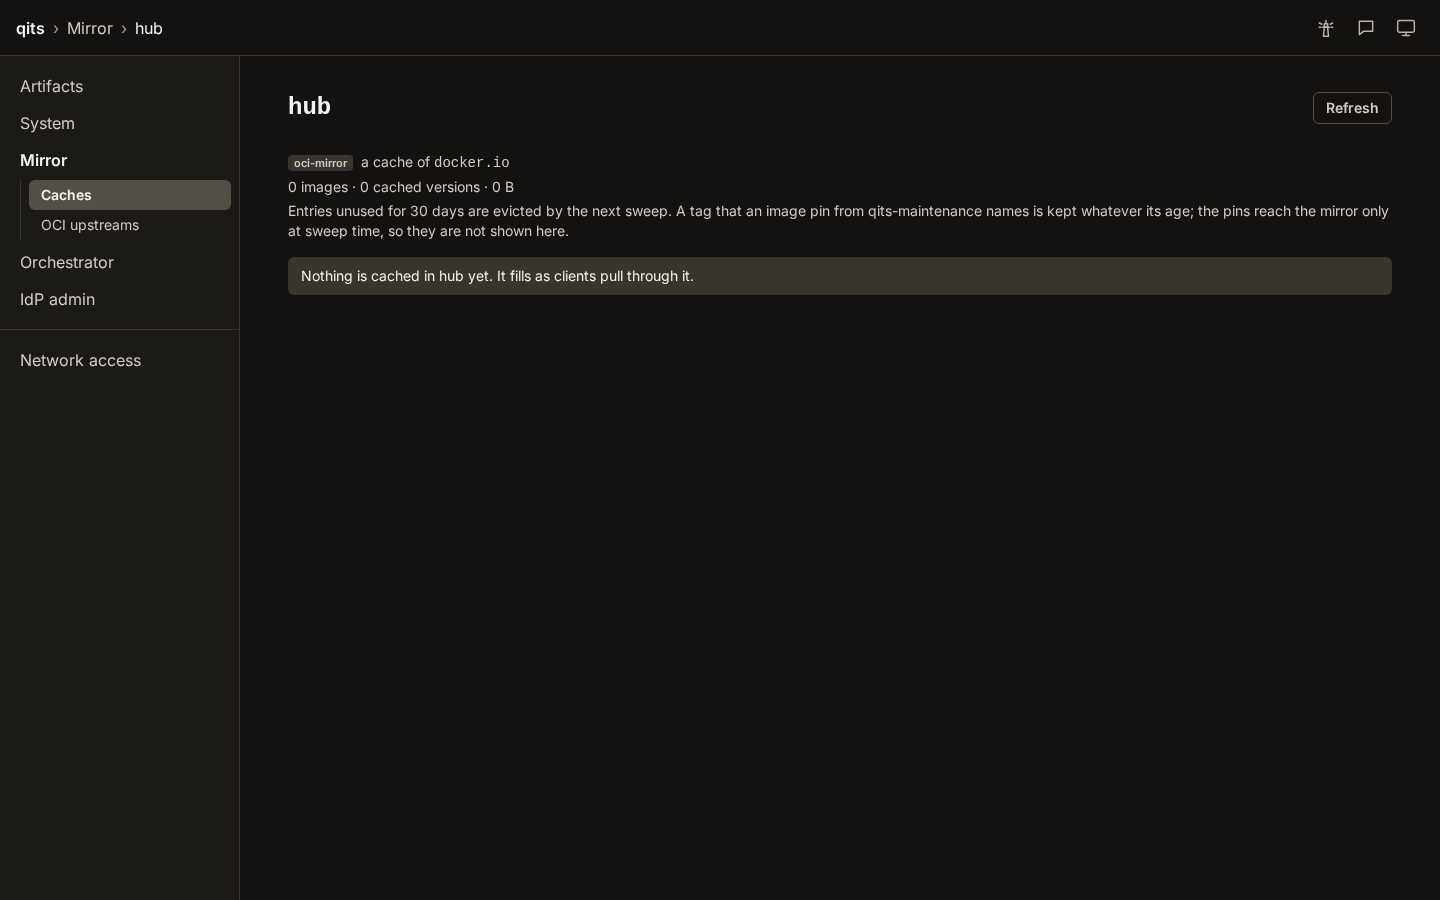 qits › Mirror › hub
Artifacts
System
Mirror
Caches
OCI upstreams
Orchestrator
IdP admin
Network access
hub
Refresh
oci-mirror a cache of docker.io
0 images · 0 cached versions · 0 B
Entries unused for 30 days are evicted by the next sweep. A tag that an image pin from qits-maintenance names is kept whatever its age; the pins reach the mirror only
at sweep time, so they are not shown here.
Nothing is cached in hub yet. It fills as clients pull through it.